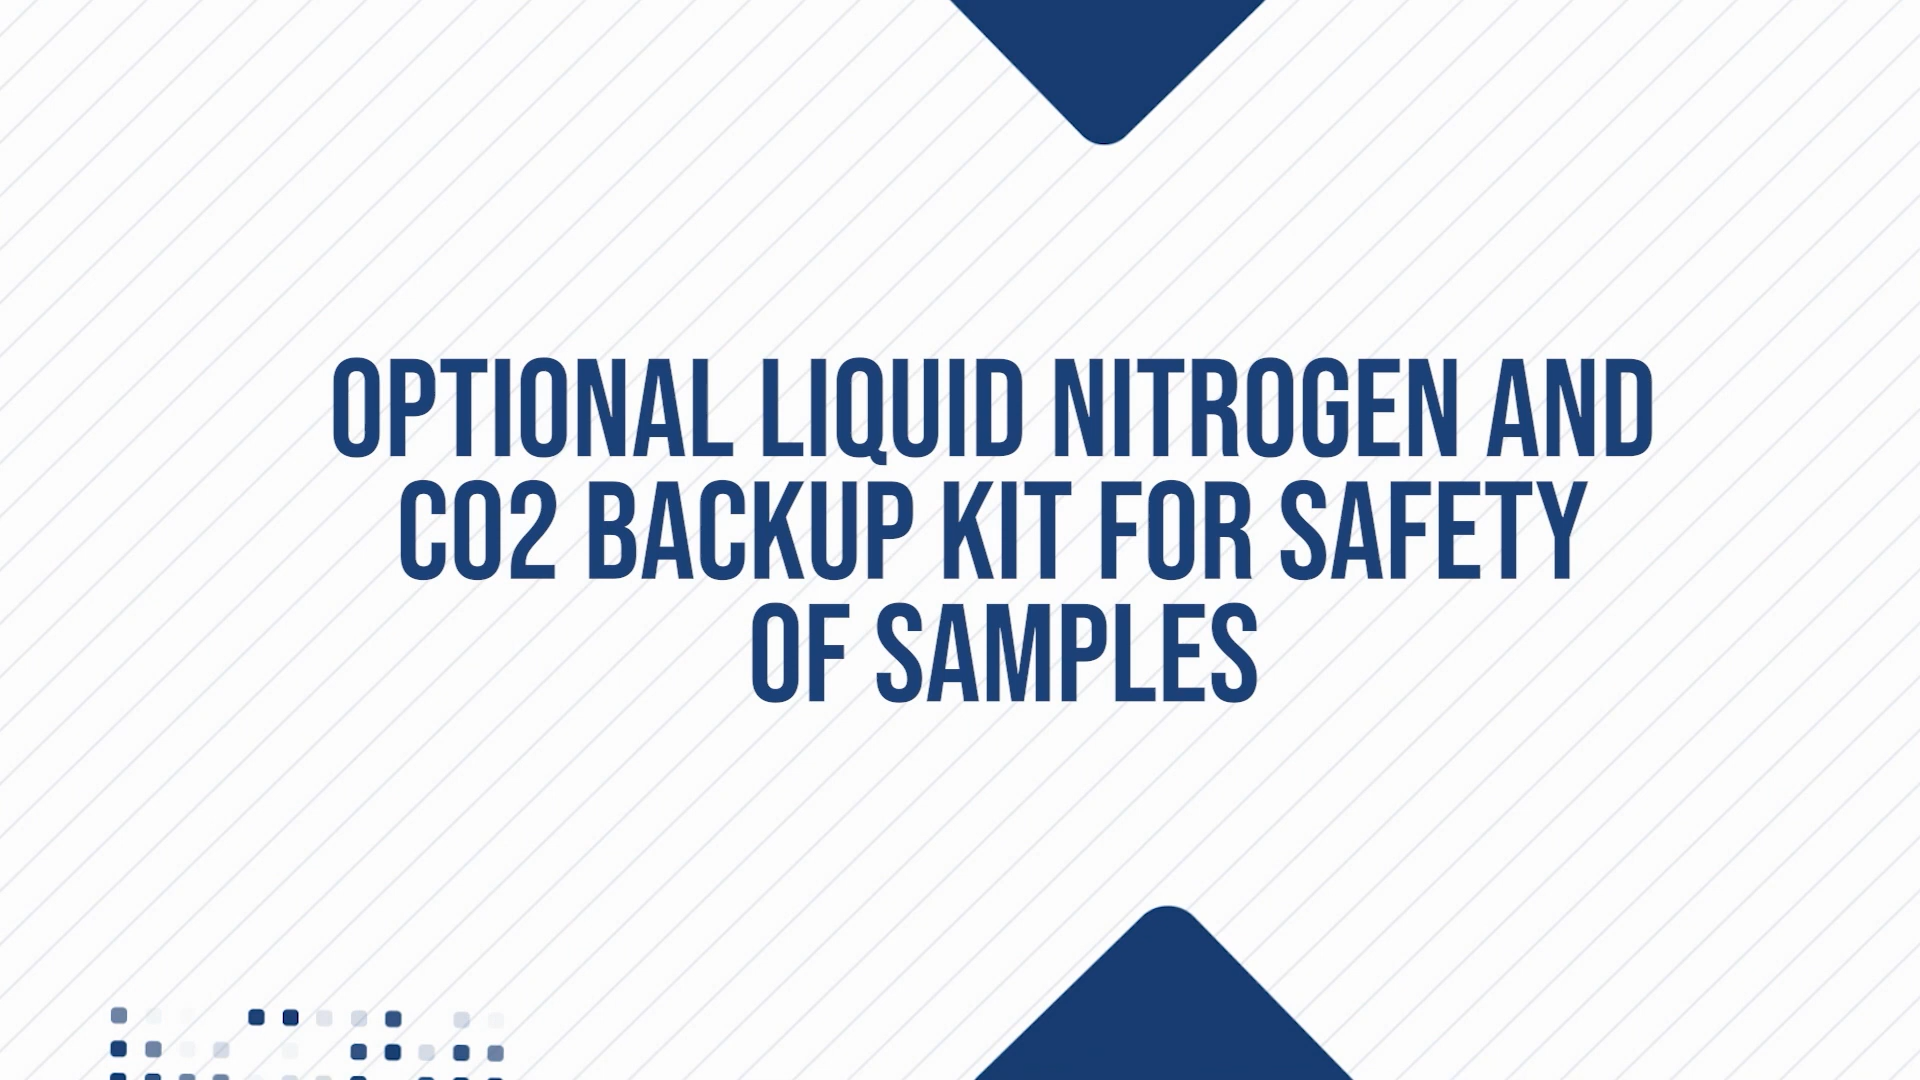 OPTIONAL LIQUID NITROGEN AND
CO2 BACKUP KIT FOR SAFETY
OF SAMPLES